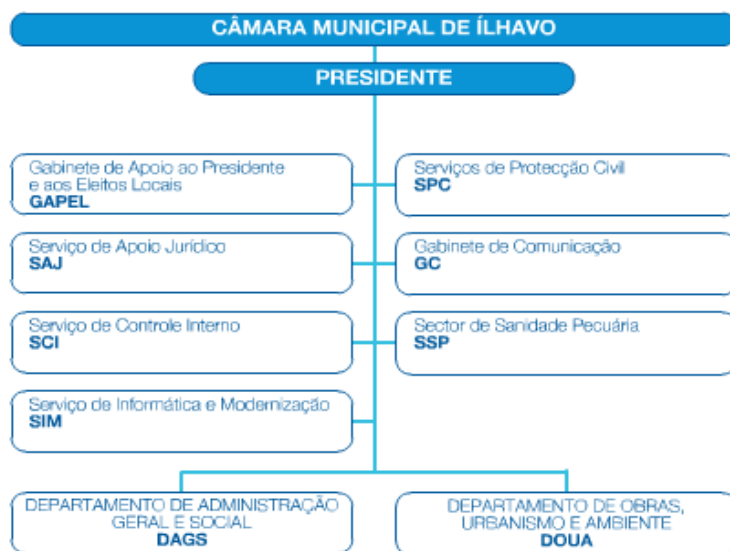 CÂMARA MUNICIPAL DE ÍLHAVO
PRESIDENTE
Gabinete de Apoio ao Presidente
e aos Eleitos Locais
GAPEL
Serviços de Protecção Civil
SPC
Serviço de Apoio Jurídico
SAJ
Gabinete de Comunicação
GC
Serviço de Controle Interno
SCI
Sector de Sanidade Pecuária
SSP
Serviço de Informática e Modernização
SIM
DEPARTAMENTO DE ADMINISTRAÇÃO
GERAL E SOCIAL
DAGS
DEPARTAMENTO DE OBRAS,
URBANISMO E AMBIENTE
DOUA